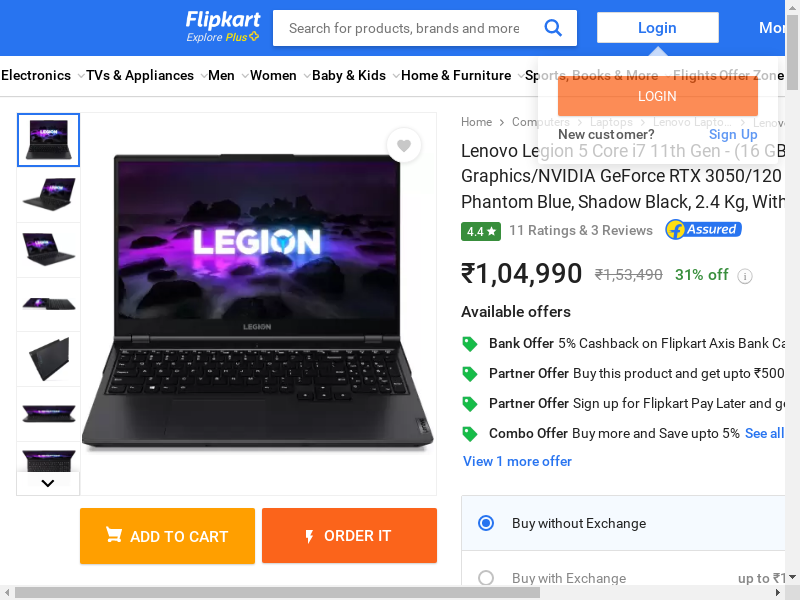 Flipkart
Explore Plus
Search for products, brands and more
Login
Electronics
TVs & Appliances
Men
Women
Baby & Kids
Home & Furniture
Sports, Books & More
Flights
Offer Zone
LOGIN
New customer?
Sign Up
Home
Computers
Laptops
Lenovo Lapto...
LEGION
LEGION
Lenovo Legion 5 Core i7 11th Gen - (16 GB
Graphics/NVIDIA GeForce RTX 3050/120
Phantom Blue, Shadow Black, 2.4 Kg, With
4.4
11 Ratings & 3 Reviews
Assured
₹1,04,990
₹1,53,490
31% off
Available offers
Bank Offer 5% Cashback on Flipkart Axis Bank
Partner Offer Buy this product and get upto ₹500
Partner Offer Sign up for Flipkart Pay Later and
Combo Offer Buy more and Save upto 5% See all
View 1 more offer
ADD TO CART
ORDER IT
Buy without Exchange
Buy with Exchange
up to